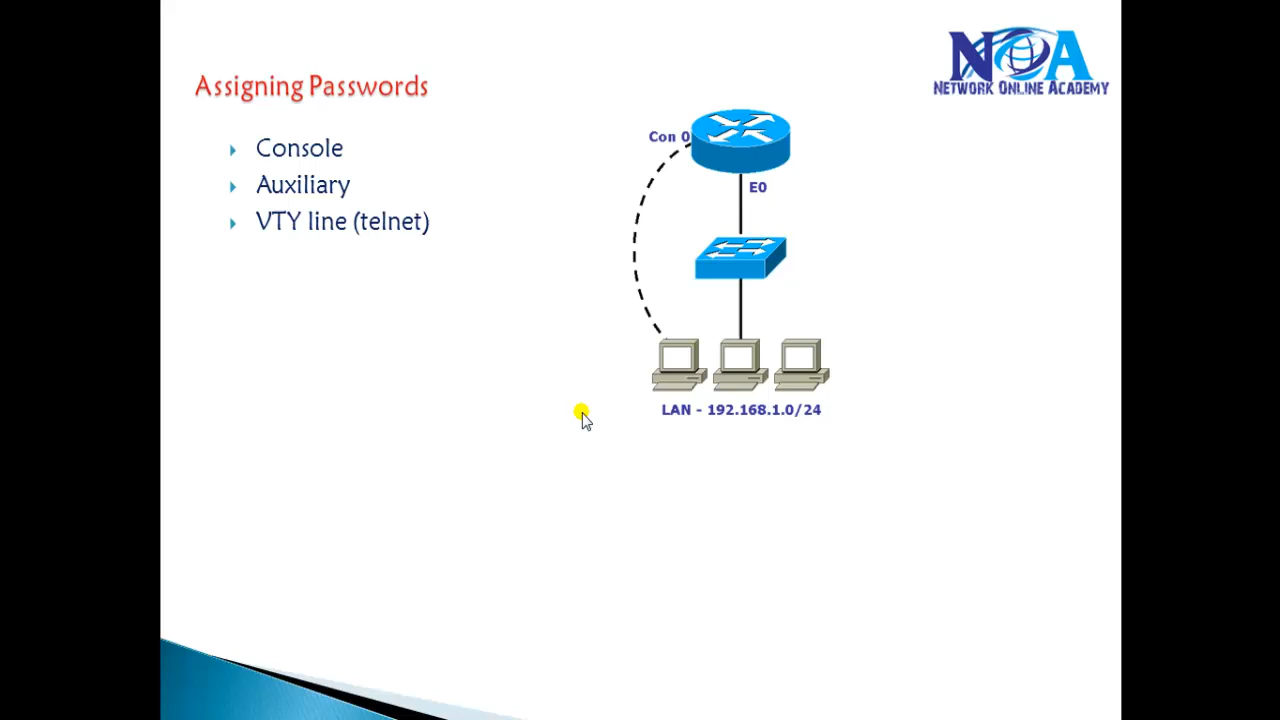 NOA
NETWORK ONLINE ACADEMY
Assigning Passwords
Console
Auxiliary
VTY line (telnet)
Con 0
E0
LAN - 192.168.1.0/24